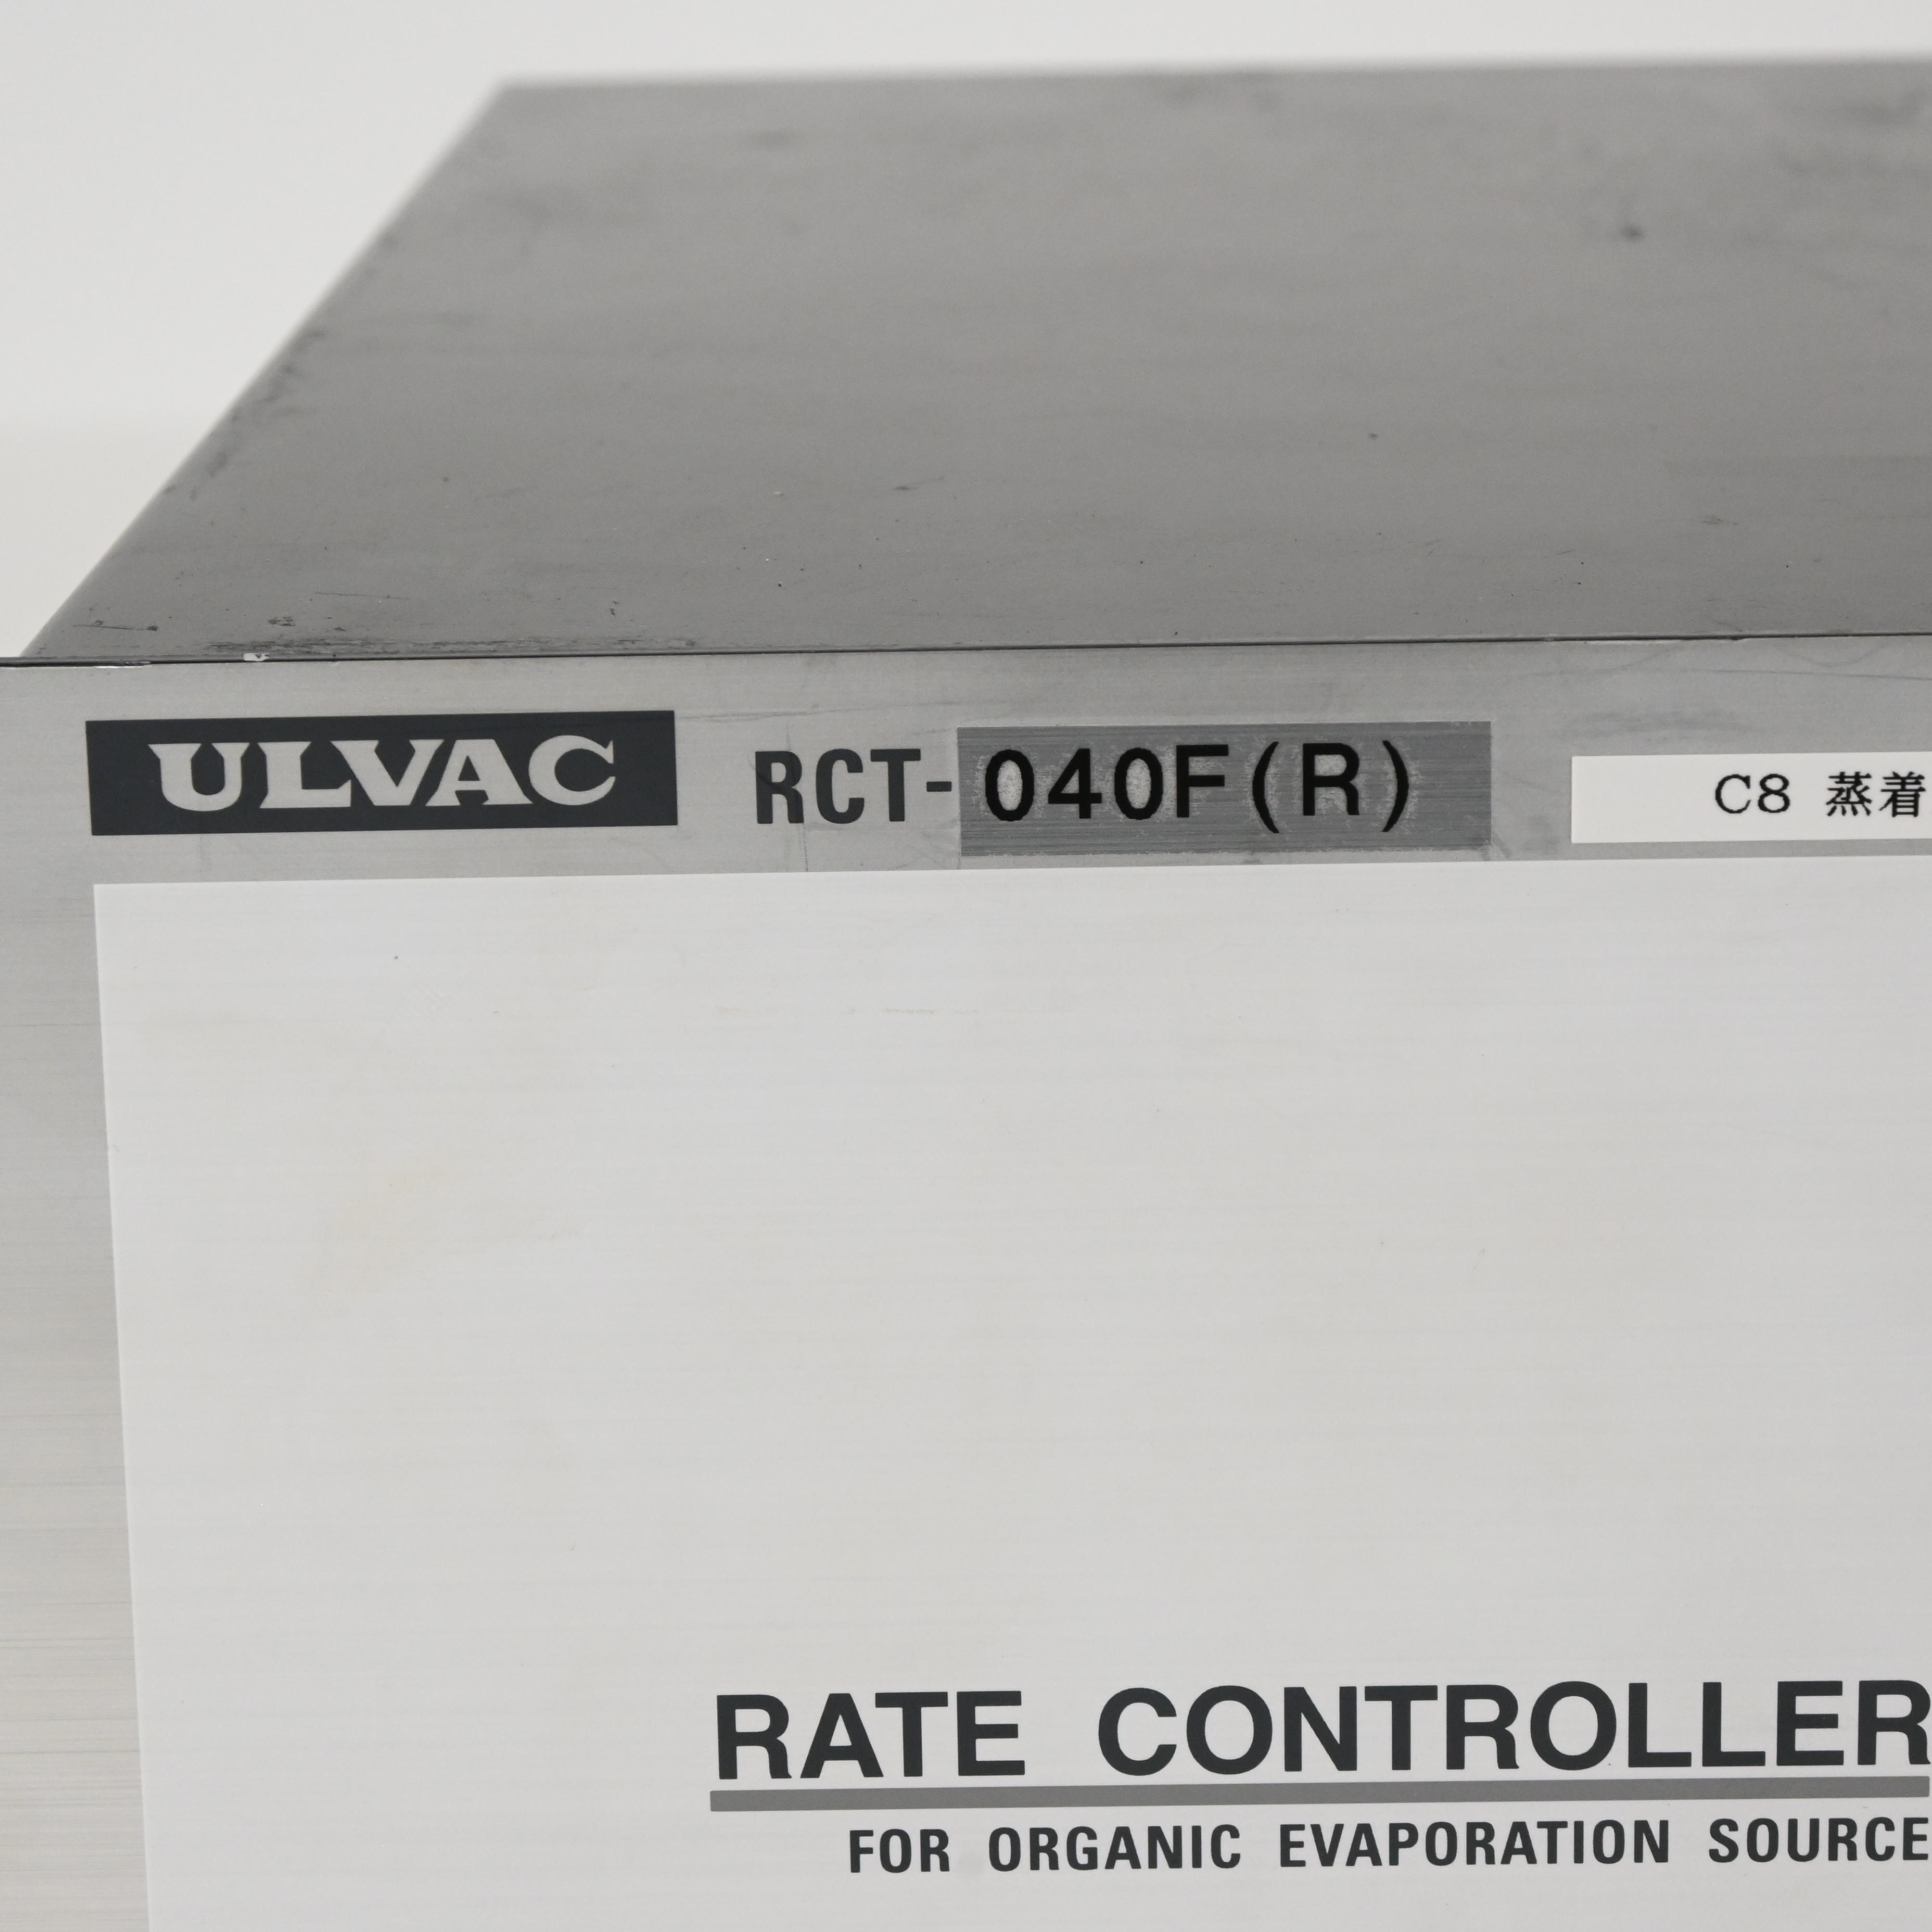 ULVAC RCT-040F(R) C8 蒸着
RATE CONTROLLER
FOR ORGANIC EVAPORATION SOURCE